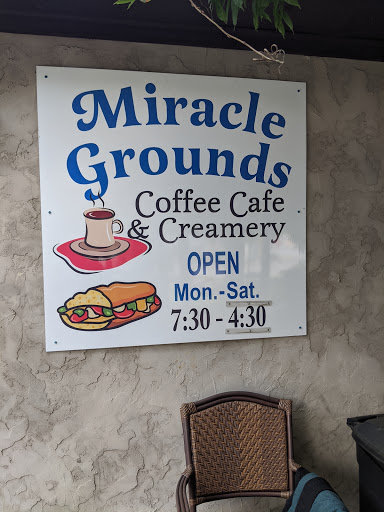 Miracle
Grounds
Coffee Cafe
& Creamery
OPEN
Mon.-Sat.
7:30 - 4:30